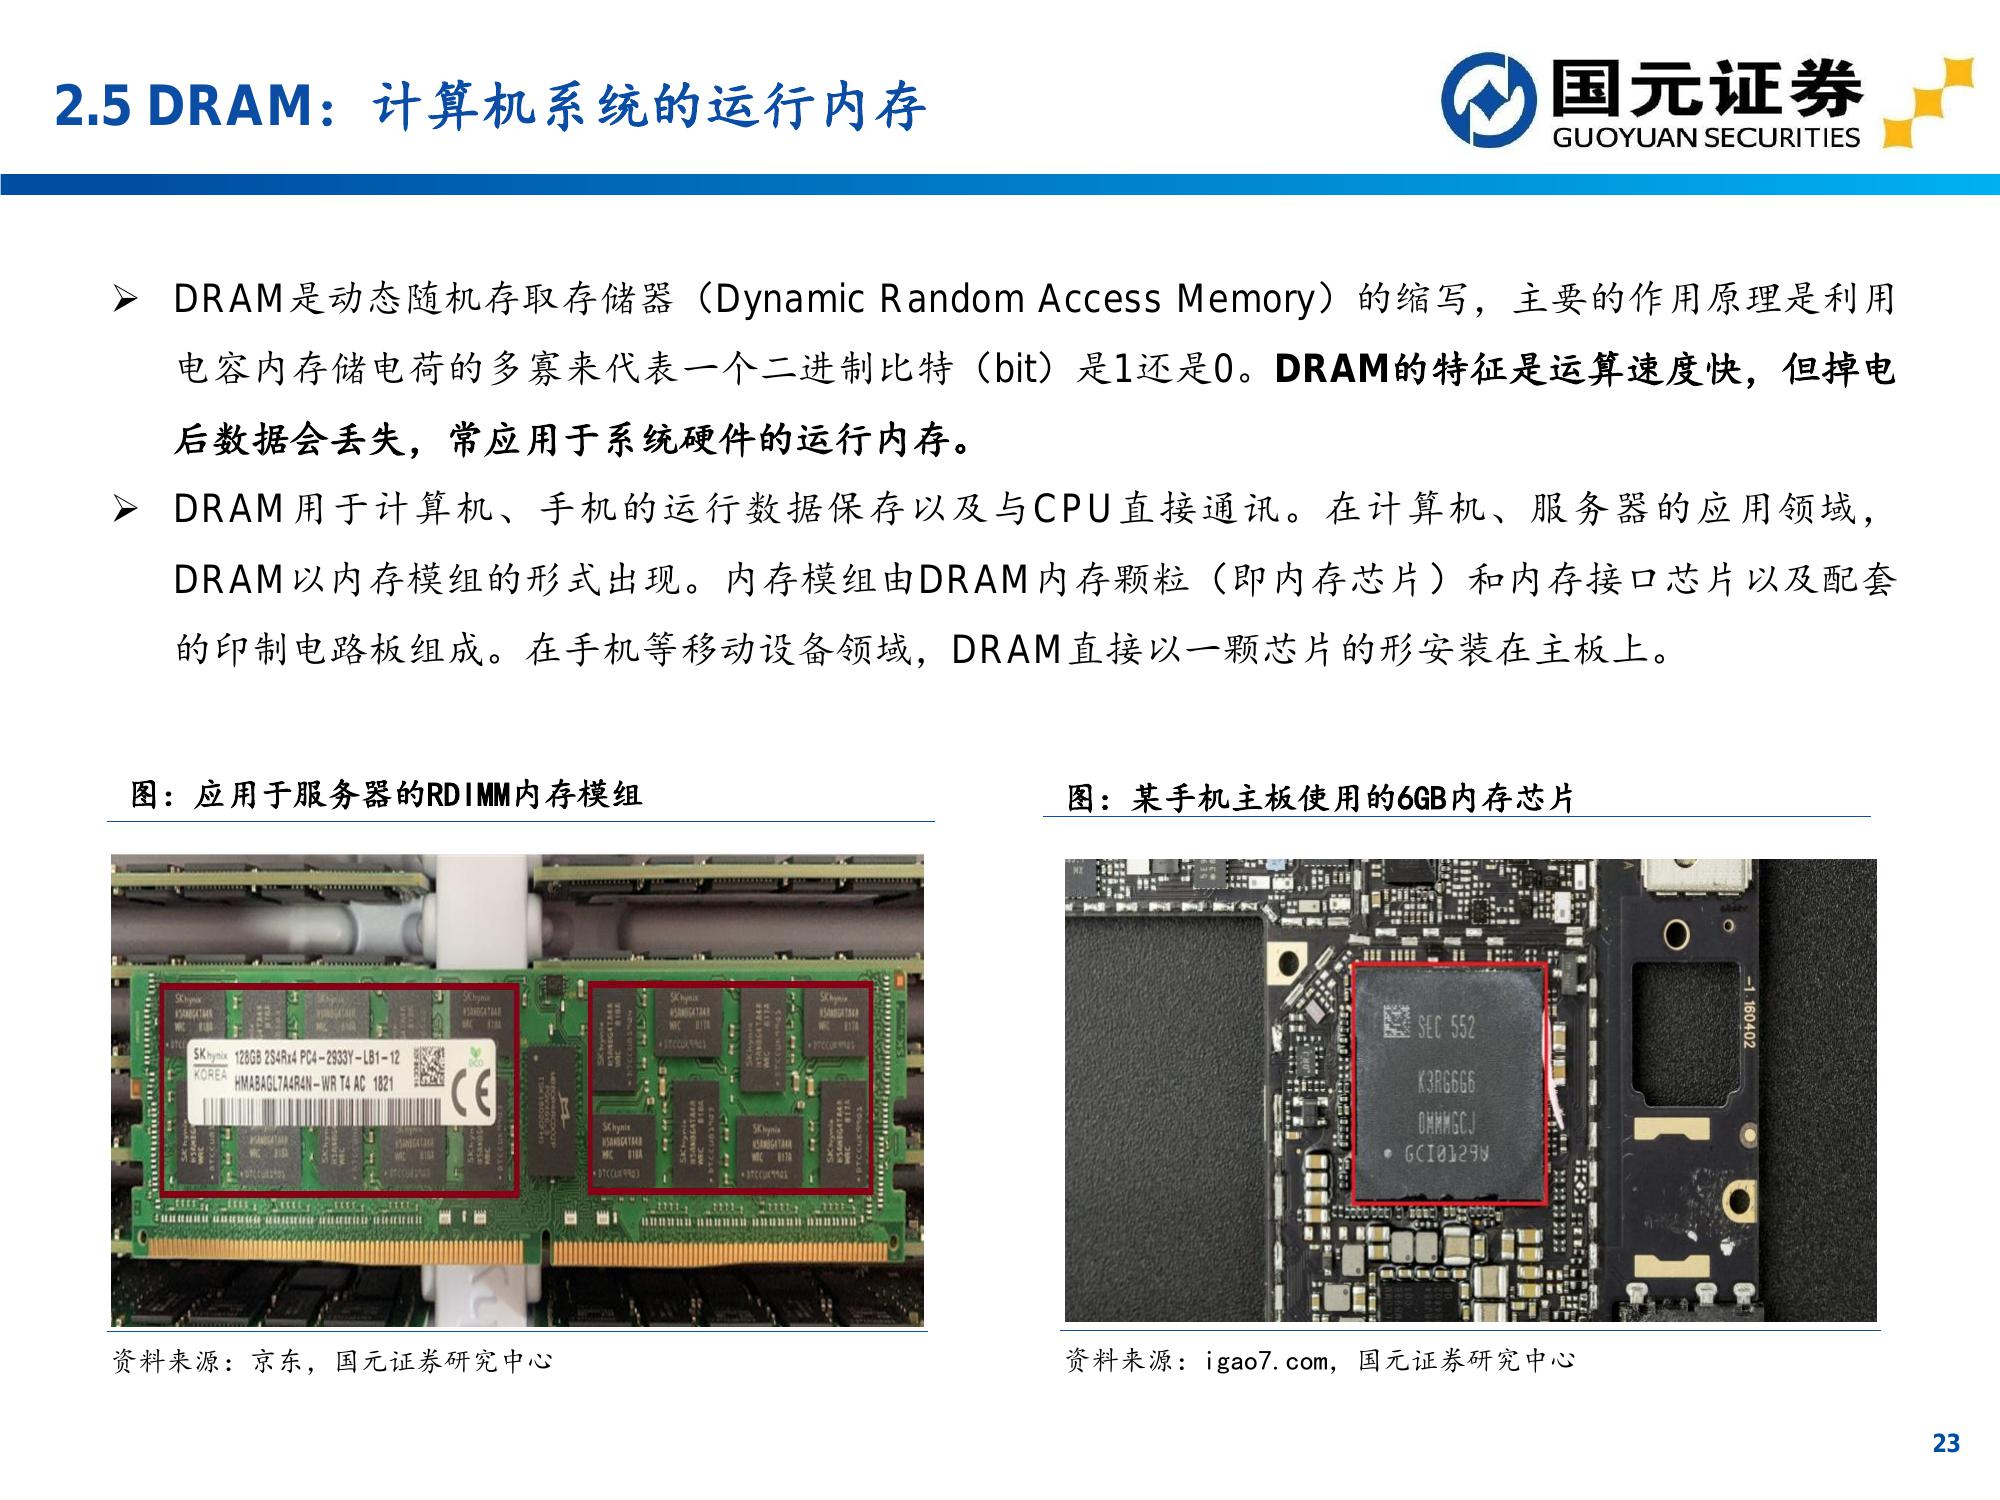 2.5 DRAM：计算机系统的运行内存
国元证券
GUOYUAN SECURITIES
➢ DRAM是动态随机存取存储器（Dynamic Random Access Memory）的缩写，主要的作用原理是利用
电容内存储电荷的多寡来代表一个二进制比特（bit）是1还是0。DRAM的特征是运算速度快，但掉电
后数据会丢失，常应用于系统硬件的运行内存。
➢ DRAM用于计算机、手机的运行数据保存以及与CPU直接通讯。在计算机、服务器的应用领域，
DRAM以内存模组的形式出现。内存模组由DRAM内存颗粒（即内存芯片）和内存接口芯片以及配套
的印制电路板组成。在手机等移动设备领域，DRAM直接以一颗芯片的形安装在主板上。
图：应用于服务器的RDIMM内存模组
SKhynix
KOREA
128GB 2S4Rx4 PC4-2933Y-LB1-12
HMABAGL7A4R4N-WR T4 AC 1821
CE
资料来源：京东，国元证券研究中心
图：某手机主板使用的6GB内存芯片
SEC 552
K3RG6G6
0MMMGCJ
GCI0129V
-1 160402
资料来源：igao7.com，国元证券研究中心
23